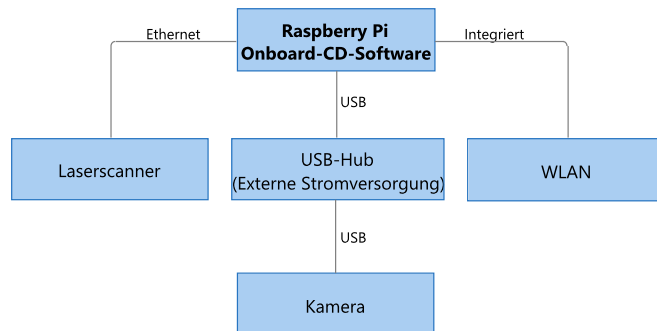 Raspberry Pi
Onboard-CD-Software
Ethernet
Integriert
USB
Laserscanner
USB-Hub
(Externe Stromversorgung)
WLAN
USB
Kamera